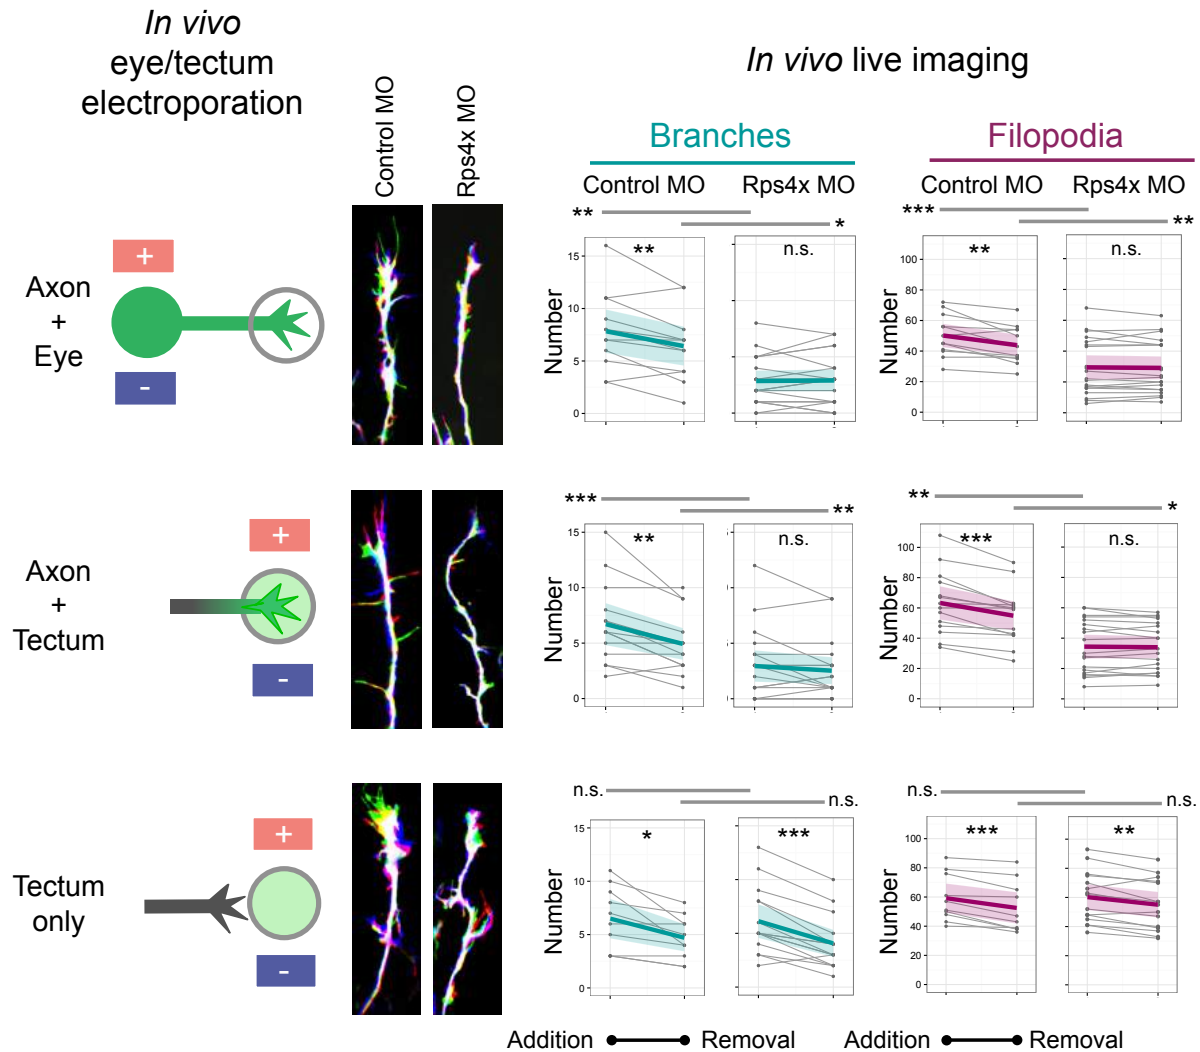 In vivo
eye/tectum
electroporation
Control MO
Rps4x MO
In vivo live imaging
Branches
Filopodia
Control MO
Rps4x MO
Control MO
Rps4x MO
Axon
+
Eye
+
-
** *
*** **
Number
15
10
5
0
**
n.s.
Number
100
80
60
40
20
0
**
n.s.
Axon
+
Tectum
+
-
*** **
** *
Number
15
10
5
0
**
n.s.
Number
100
80
60
40
20
0
***
n.s.
Tectum
only
+
-
n.s. n.s.
n.s. n.s.
Number
15
10
5
0
*
***
Number
100
80
60
40
20
0
***
**
Addition Removal
Addition Removal